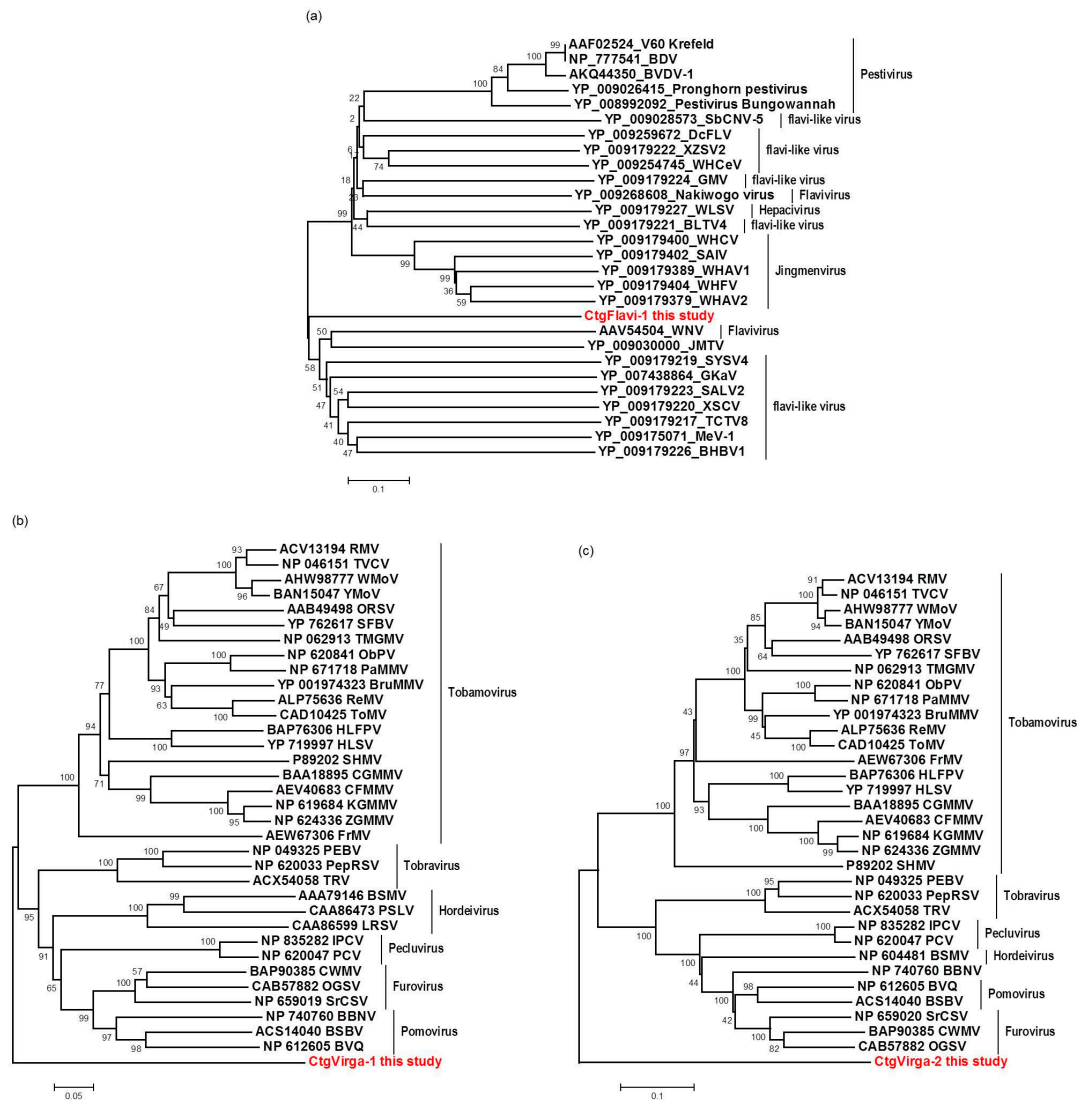 (a)
99
AAF02524_V60 Krefeld
100
NP_777541_BDV
84
AKQ44350_BVDV-1
Pestivirus
100
YP_009026415_Pronghorn pestivirus
22
YP_008992092_Pestivirus Bungowannah
2
YP_009028573_SbCNV-5
flavi-like virus
YP_009259672_DcFLV
6
YP_009179222_XZSV2
flavi-like virus
74
YP_009254745_WHCeV
18
YP_009179224_GMV
flavi-like virus
23
YP_009268608_Nakiwogo virus
Flavivirus
99
YP_009179227_WLSV
Hepacivirus
44
YP_009179221_BLTV4
flavi-like virus
YP_009179400_WHCV
99
YP_009179402_SAIV
99
YP_009179389_WHAV1
Jingmenvirus
36
YP_009179404_WHFV
59
YP_009179379_WHAV2
CtgFlavi-1 this study
50
AAV54504_WNV
Flavivirus
YP_009030000_JMTV
58
YP_009179219_SYSV4
51
YP_007438864_GKaV
54
YP_009179223_SALV2
47
YP_009179220_XSCV
flavi-like virus
41
YP_009179217_TCTV8
40
YP_009175071_MeV-1
47
YP_009179226_BHBV1
0.1
(b)
93
ACV13194 RMV
100
NP 046151 TVCV
67
AHW98777 WMoV
96
BAN15047 YMoV
84
AAB49498 ORSV
49
YP 762617 SFBV
100
NP 062913 TMGMV
100
NP 620841 ObPV
NP 671718 PaMMV
77
93
YP 001974323 BruMMV
63
ALP75636 ReMV
Tobamovirus
100
CAD10425 ToMV
94
BAP76306 HLFPV
100
YP 719997 HLSV
P89202 SHMV
100
71
BAA18895 CGMMV
99
AEV40683 CFMMV
100
NP 619684 KGMMV
95
NP 624336 ZGMMV
AEW67306 FrMV
100
NP 049325 PEBV
100
NP 620033 PepRSV
Tobravirus
ACX54058 TRV
99
AAA79146 BSMV
95
100
CAA86473 PSLV
Hordeivirus
CAA86599 LRSV
91
100
NP 835282 IPCV
Pecluvirus
NP 620047 PCV
65
57
BAP90385 CWMV
100
CAB57882 OGSV
Furovirus
NP 659019 SrCSV
99
NP 740760 BBNV
97
ACS14040 BSBV
Pomovirus
98
NP 612605 BVQ
CtgVirga-1 this study
0.05
(c)
91
ACV13194 RMV
100
NP 046151 TVCV
85
AHW98777 WMoV
94
BAN15047 YMoV
35
AAB49498 ORSV
64
YP 762617 SFBV
100
NP 062913 TMGMV
100
NP 620841 ObPV
NP 671718 PaMMV
43
99
YP 001974323 BruMMV
Tobamovirus
45
ALP75636 ReMV
100
CAD10425 ToMV
97
AEW67306 FrMV
100
BAP76306 HLFPV
YP 719997 HLSV
93
100
BAA18895 CGMMV
100
AEV40683 CFMMV
100
NP 619684 KGMMV
99
NP 624336 ZGMMV
P89202 SHMV
95
NP 049325 PEBV
100
NP 620033 PepRSV
Tobravirus
ACX54058 TRV
100
100
NP 835282 IPCV
Pecluvirus
NP 620047 PCV
100
NP 604481 BSMV
Hordeivirus
44
NP 740760 BBNV
100
98
NP 612605 BVQ
Pomovirus
ACS14040 BSBV
42
NP 659020 SrCSV
100
BAP90385 CWMV
Furovirus
82
CAB57882 OGSV
CtgVirga-2 this study
0.1